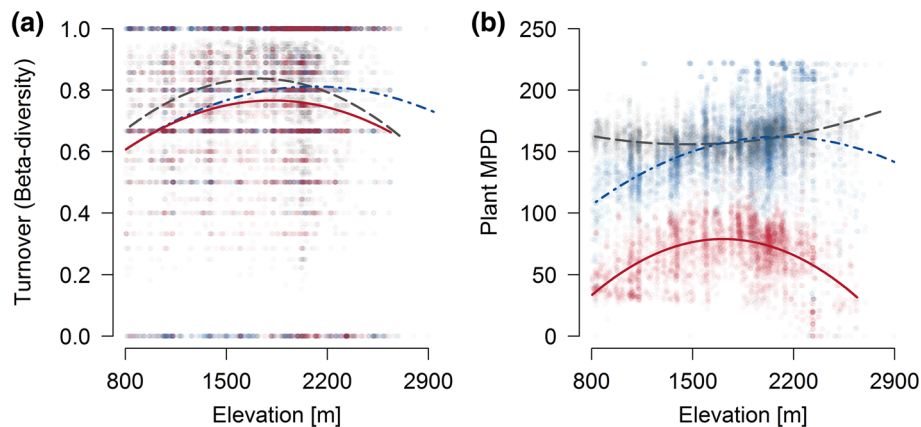 (a)
Turnover (Beta-diversity)
1.0
0.8
0.6
0.4
0.2
0.0
800 1500 2200 2900
Elevation [m]
(b)
Plant MPD
250
200
150
100
50
0
800 1500 2200 2900
Elevation [m]